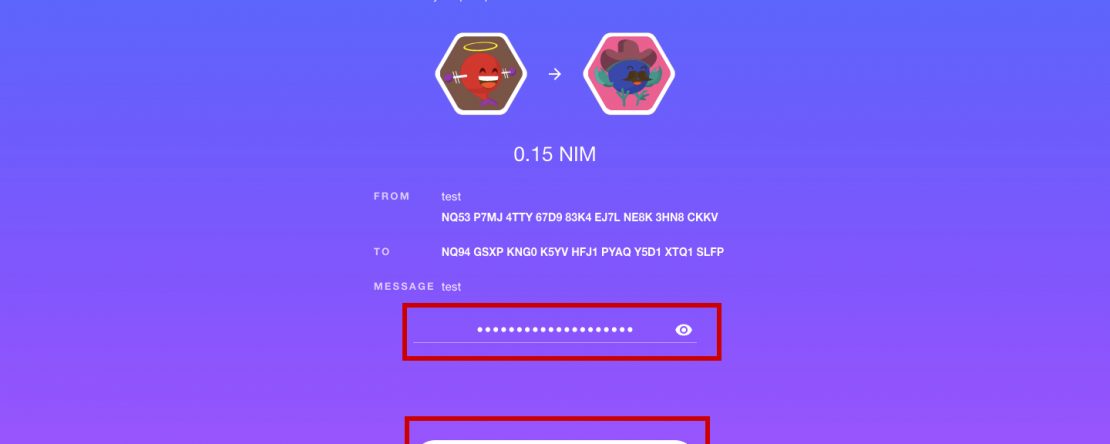 0.15 NIM
FROM test
NQ53 P7MJ 4TTY 67D9 83K4 EJ7L NE8K 3HN8 CKKV
TO NQ94 GSXP KNG0 K5YV HFJ1 PYAQ Y5D1 XTQ1 SLFP
MESSAGE test